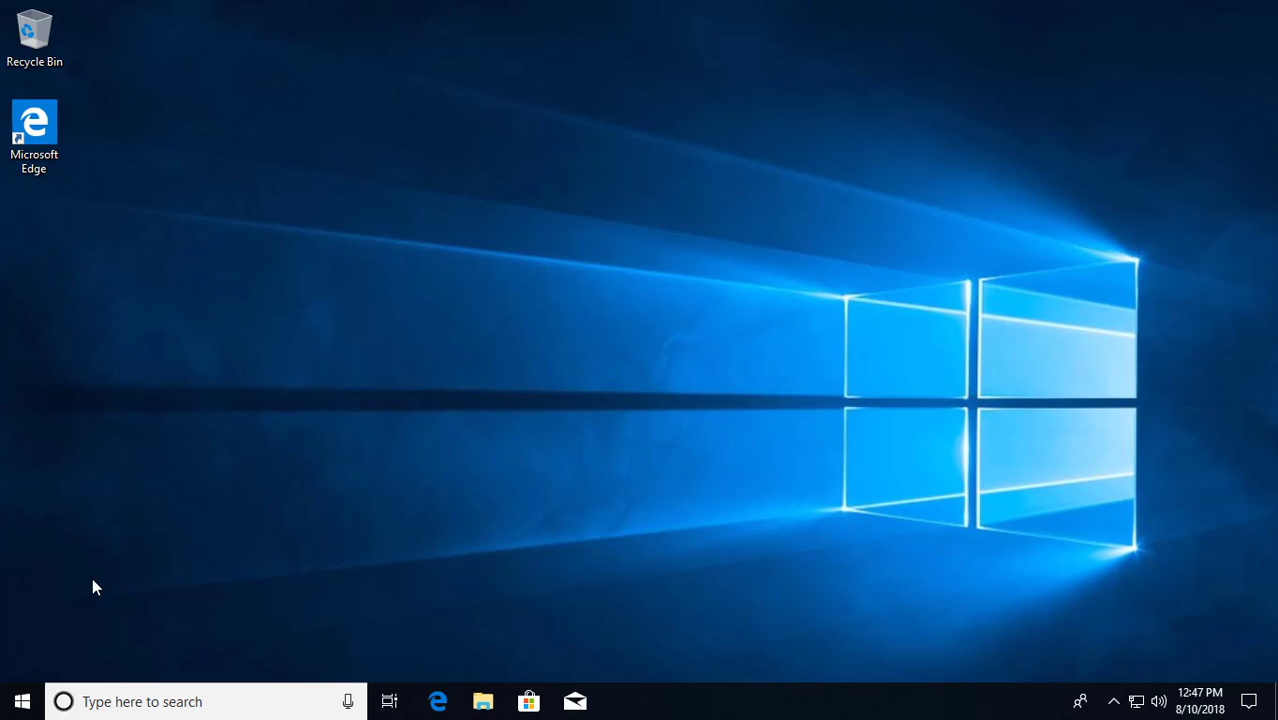 Recycle Bin
Microsoft
Edge
Type here to search
12:47 PM
8/10/2018